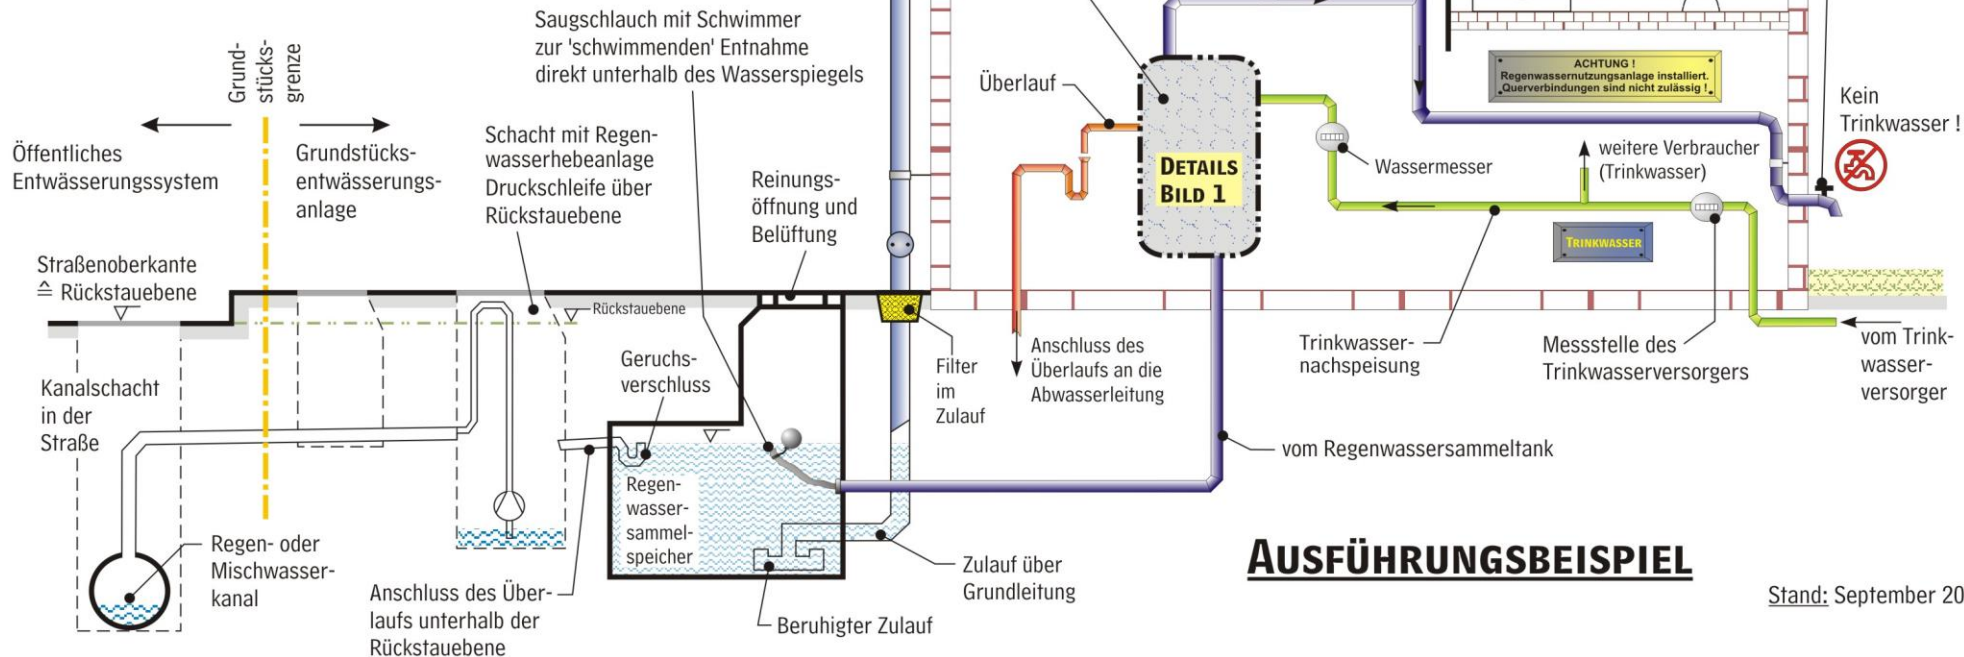 Saugschlauch mit Schwimmer
zur 'schwimmenden' Entnahme
direkt unterhalb des Wasserspiegels
Grund-
stücks-
grenze
Öffentliches
Entwässerungssystem
Grundstücks-
entwässerungs-
anlage
Schacht mit Regen-
wasserhebeanlage
Druckschleife über
Rückstauebene
Reinungs-
öffnung und
Belüftung
Straßenoberkante
≙ Rückstauebene
Rückstauebene
Kanalschacht
in der
Straße
Geruchs-
verschluss
Regen-
wasser-
sammel-
speicher
Regen- oder
Mischwasser-
kanal
Anschluss des Über-
laufs unterhalb der
Rückstauebene
Beruhigter Zulauf
Zulauf über
Grundleitung
Filter
im
Zulauf
Anschluss des
Überlaufs an die
Abwasserleitung
Überlauf
DETAILS
BILD 1
Wassermesser
ACHTUNG !
Regenwassernutzungsanlage installiert.
Querverbindungen sind nicht zulässig !
weitere Verbraucher
(Trinkwasser)
TRINKWASSER
Kein
Trinkwasser !
Trinkwasser-
nachspeisung
Messstelle des
Trinkwasserversorgers
vom Trink-
wasser-
versorger
vom Regenwassersammeltank
AUSFÜHRUNGSBEISPIEL
Stand: September 20